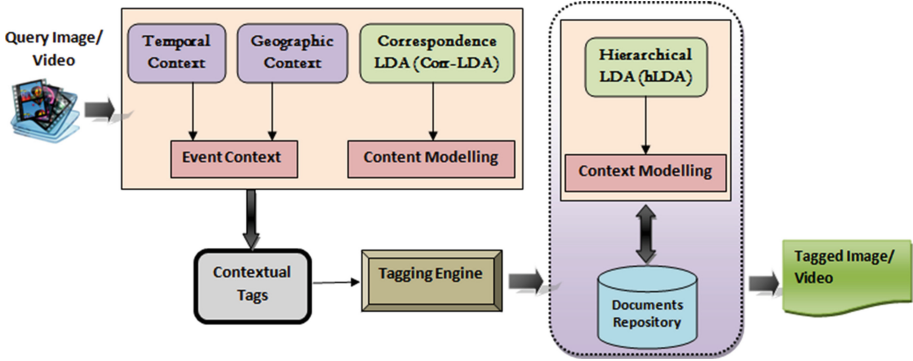 Query Image/
Video
Temporal
Context
Geographic
Context
Correspondence
LDA (Corr-LDA)
Event Context
Content Modelling
Hierarchical
LDA (hLDA)
Context Modelling
Contextual
Tags
Tagging Engine
Documents
Repository
Tagged Image/
Video